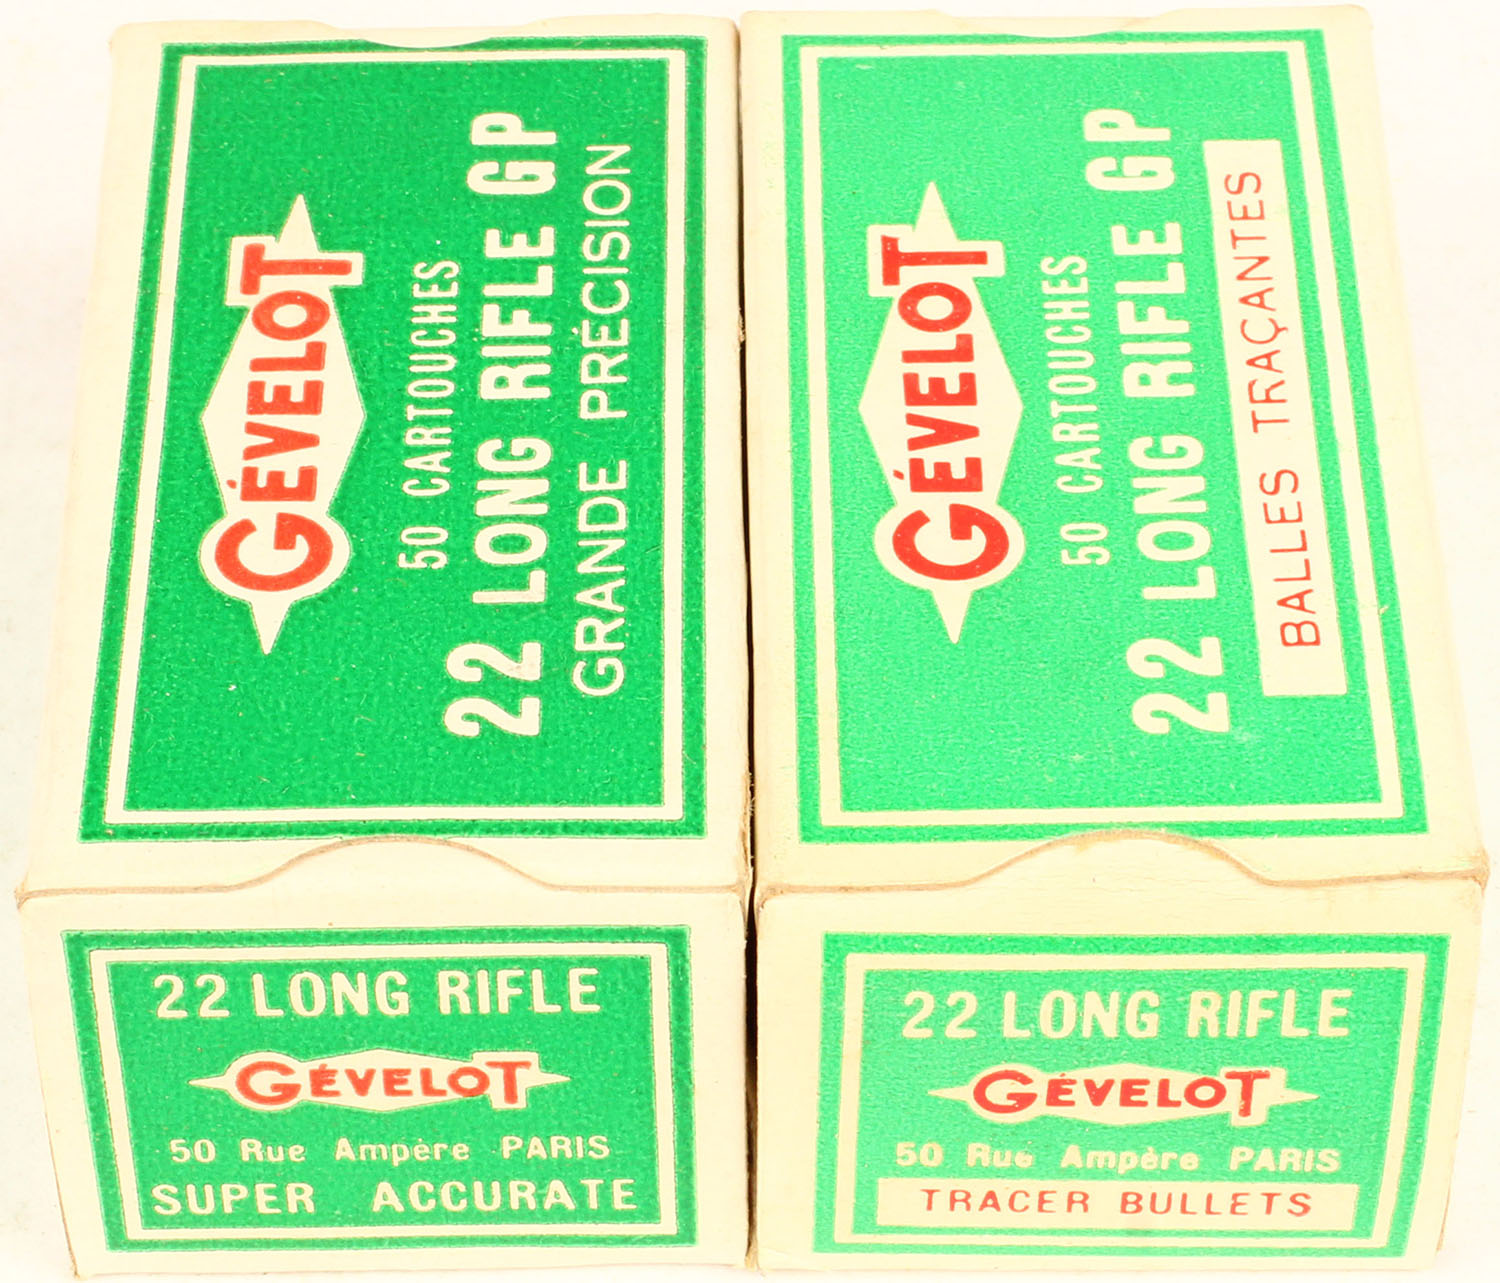 GÉVELOT
50 CARTOUCHES
22 LONG RIFLE GP
GRANDE PRÉCISION
22 LONG RIFLE
GÉVELOT
50 Rue Ampère PARIS
SUPER ACCURATE
GÉVELOT
50 CARTOUCHES
22 LONG RIFLE GP
BALLES TRAÇANTES
22 LONG RIFLE
GÉVELOT
50 Rue Ampère PARIS
TRACER BULLETS